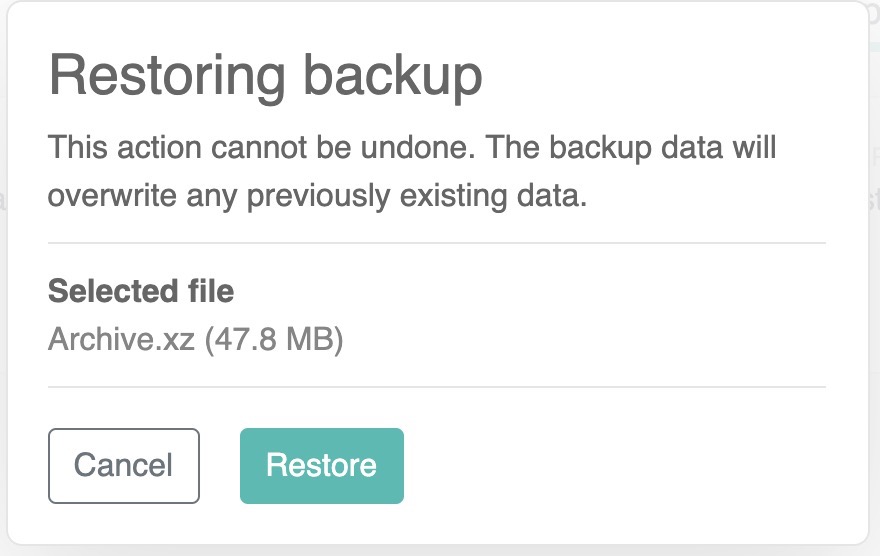 Restoring backup
This action cannot be undone. The backup data will
overwrite any previously existing data.
Selected file
Archive.xz (47.8 MB)
Cancel
Restore